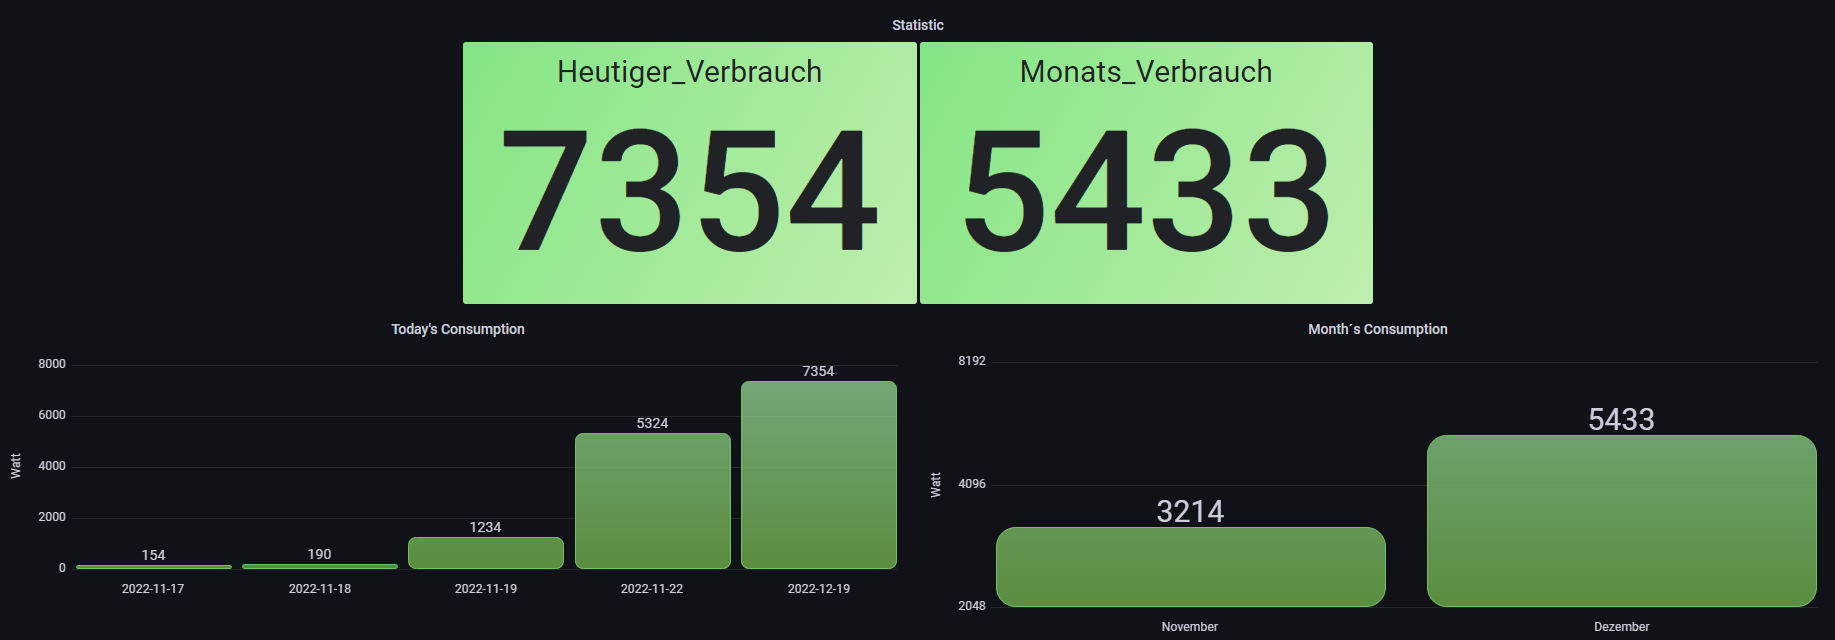 Statistic
Heutiger_Verbrauch
7354
Monats_Verbrauch
5433
Today's Consumption
8000
6000
4000
2000
0
Watt
154
190
1234
5324
7354
2022-11-17
2022-11-18
2022-11-19
2022-11-22
2022-12-19
Month´s Consumption
8192
4096
2048
Watt
3214
5433
November
Dezember